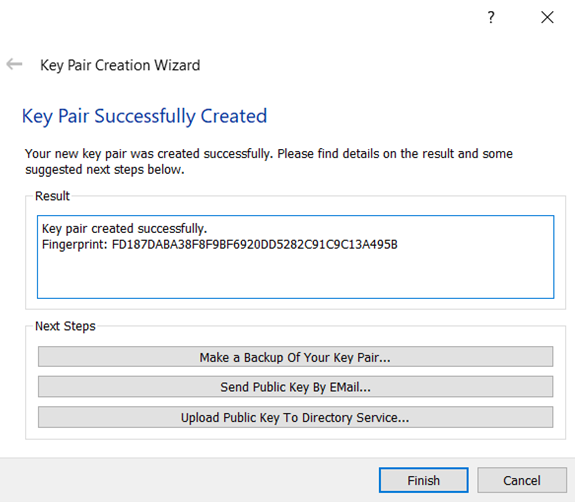 ?
Key Pair Creation Wizard
Key Pair Successfully Created
Your new key pair was created successfully. Please find details on the result and some
suggested next steps below.
Result
Key pair created successfully.
Fingerprint: FD187DABA38F8F9BF6920DD5282C91C9C13A495B
Next Steps
Make a Backup Of Your Key Pair...
Send Public Key By EMail...
Upload Public Key To Directory Service...
Finish
Cancel